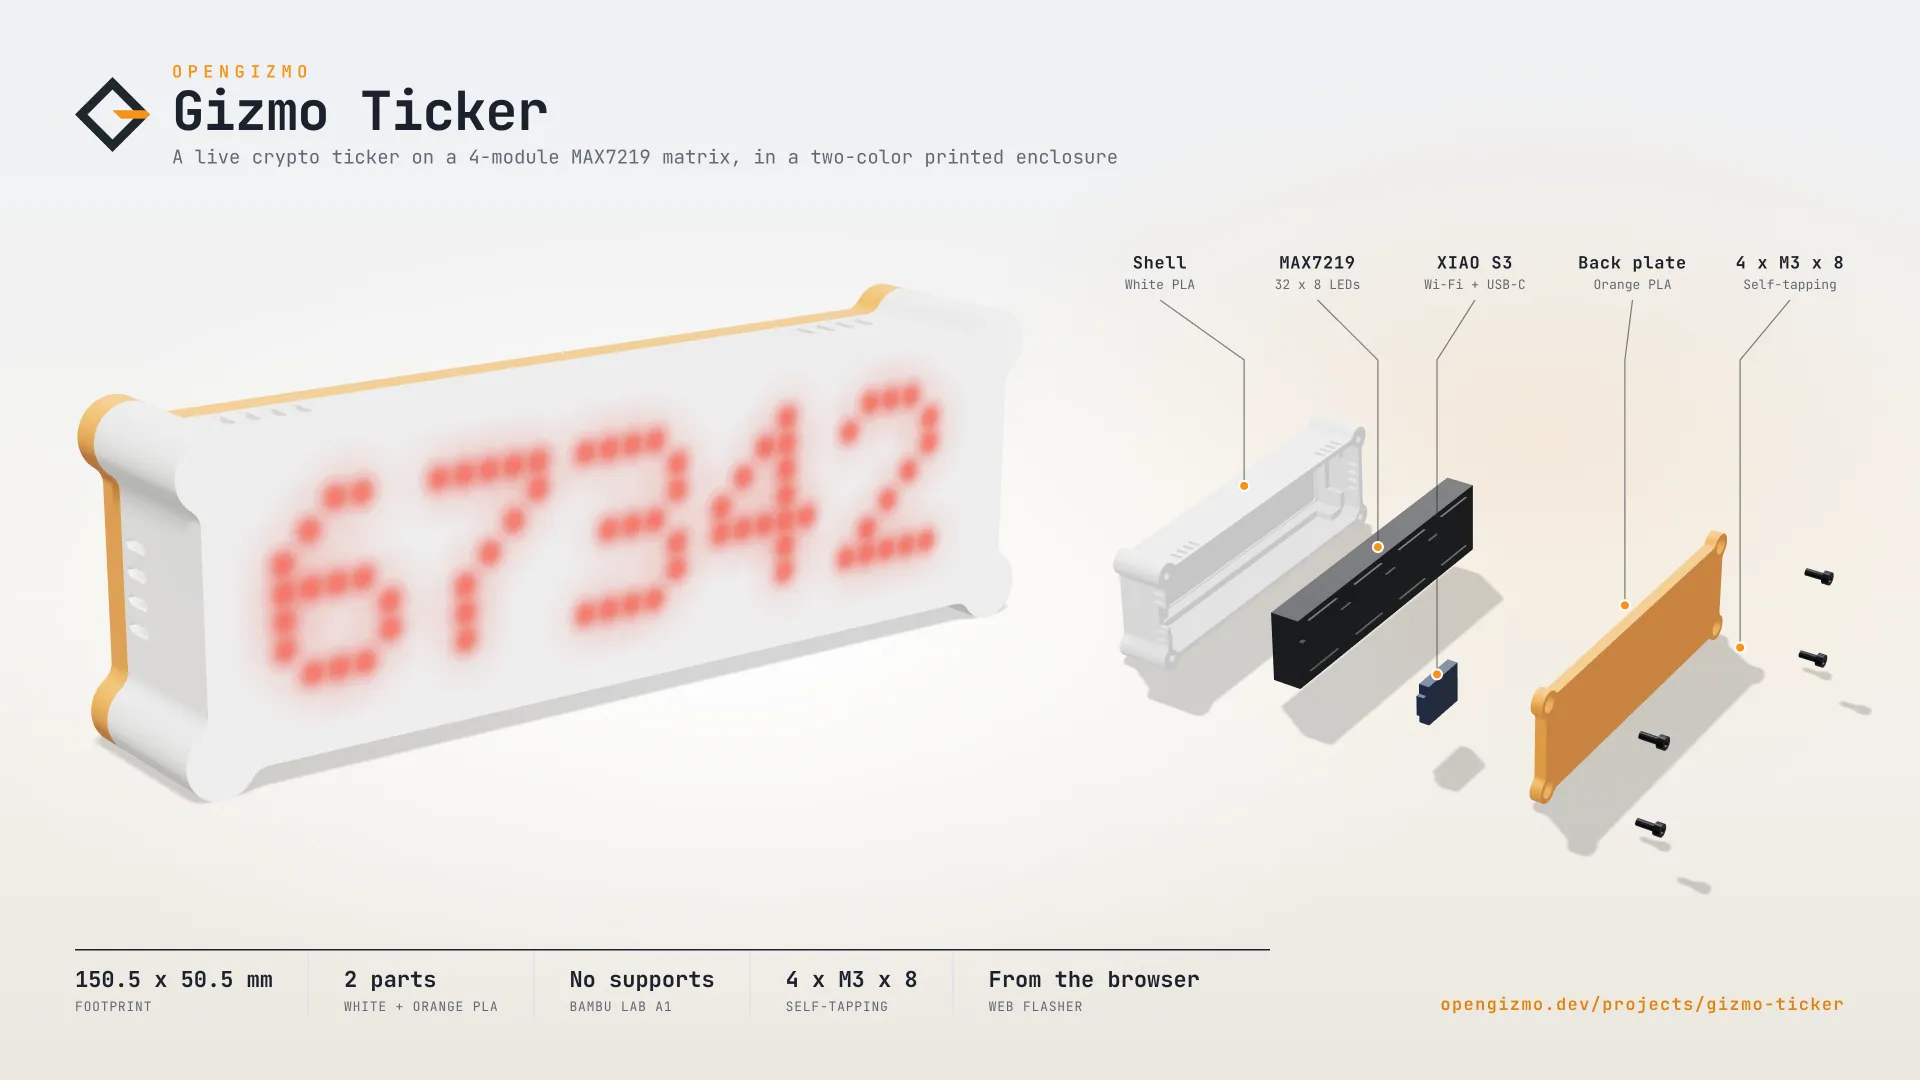 OPENGIZMO
Gizmo Ticker
A live crypto ticker on a 4-module MAX7219 matrix, in a two-color printed enclosure
Shell
White PLA
MAX7219
32 x 8 LEDs
XIAO S3
Wi-Fi + USB-C
Back plate
Orange PLA
4 x M3 x 8
Self-tapping
67342
150.5 x 50.5 mm
FOOTPRINT
2 parts
WHITE + ORANGE PLA
No supports
BAMBU LAB A1
4 x M3 x 8
SELF-TAPPING
From the browser
WEB FLASHER
opengizmo.dev/projects/gizmo-ticker